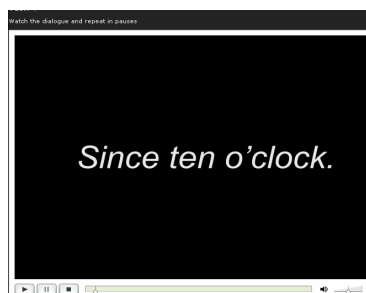 Watch the dialogue and repeat in pauses
Since ten o'clock.